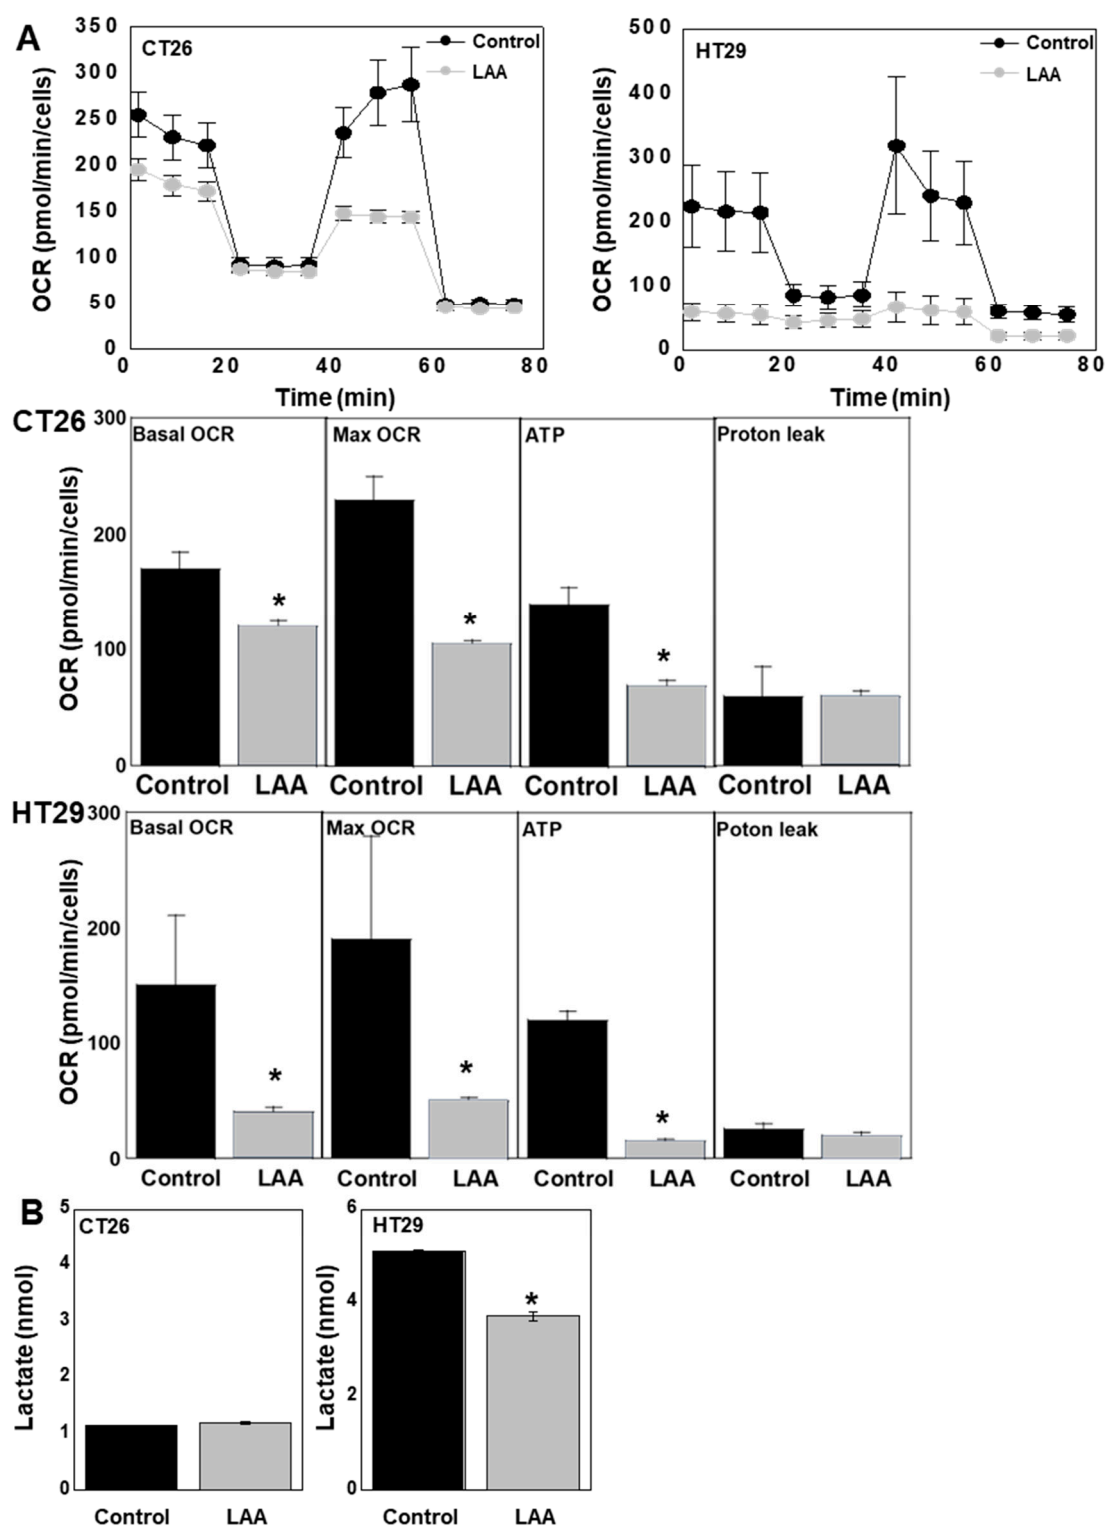 A
CT26
Control
LAA
OCR (pmol/min/cells)
350
300
250
200
150
100
50
0
0 20 40 60 80
Time (min)
HT29
Control
LAA
OCR (pmol/min/cells)
500
400
300
200
100
0
0 20 40 60 80
Time (min)
CT26
OCR (pmol/min/cells)
300
200
100
0
Basal OCR
Max OCR
ATP
Proton leak
*
*
*
Control LAA Control LAA Control LAA Control LAA
HT29
OCR (pmol/min/cells)
300
200
100
0
Basal OCR
Max OCR
ATP
Poton leak
*
*
*
Control LAA Control LAA Control LAA Control LAA
B
CT26
Lactate (nmol)
5
4
3
2
1
0
Control LAA
HT29
Lactate (nmol)
6
4
2
0
*
Control LAA